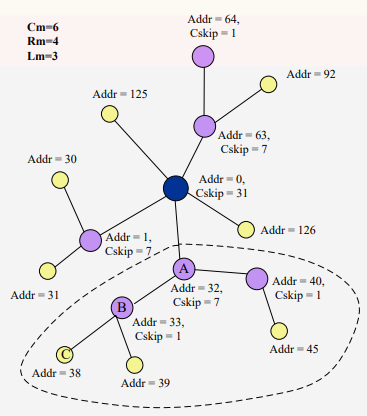 Cm=6
Rm=4
Lm=3
Addr = 64,
Cskip = 1
Addr = 92
Addr = 125
Addr = 63,
Cskip = 7
Addr = 30
Addr = 0,
Cskip = 31
Addr = 1,
Cskip = 7
Addr = 126
Addr = 31
A
Addr = 32,
Cskip = 7
Addr = 40,
Cskip = 1
B
Addr = 33,
Cskip = 1
Addr = 45
C
Addr = 38
Addr = 39